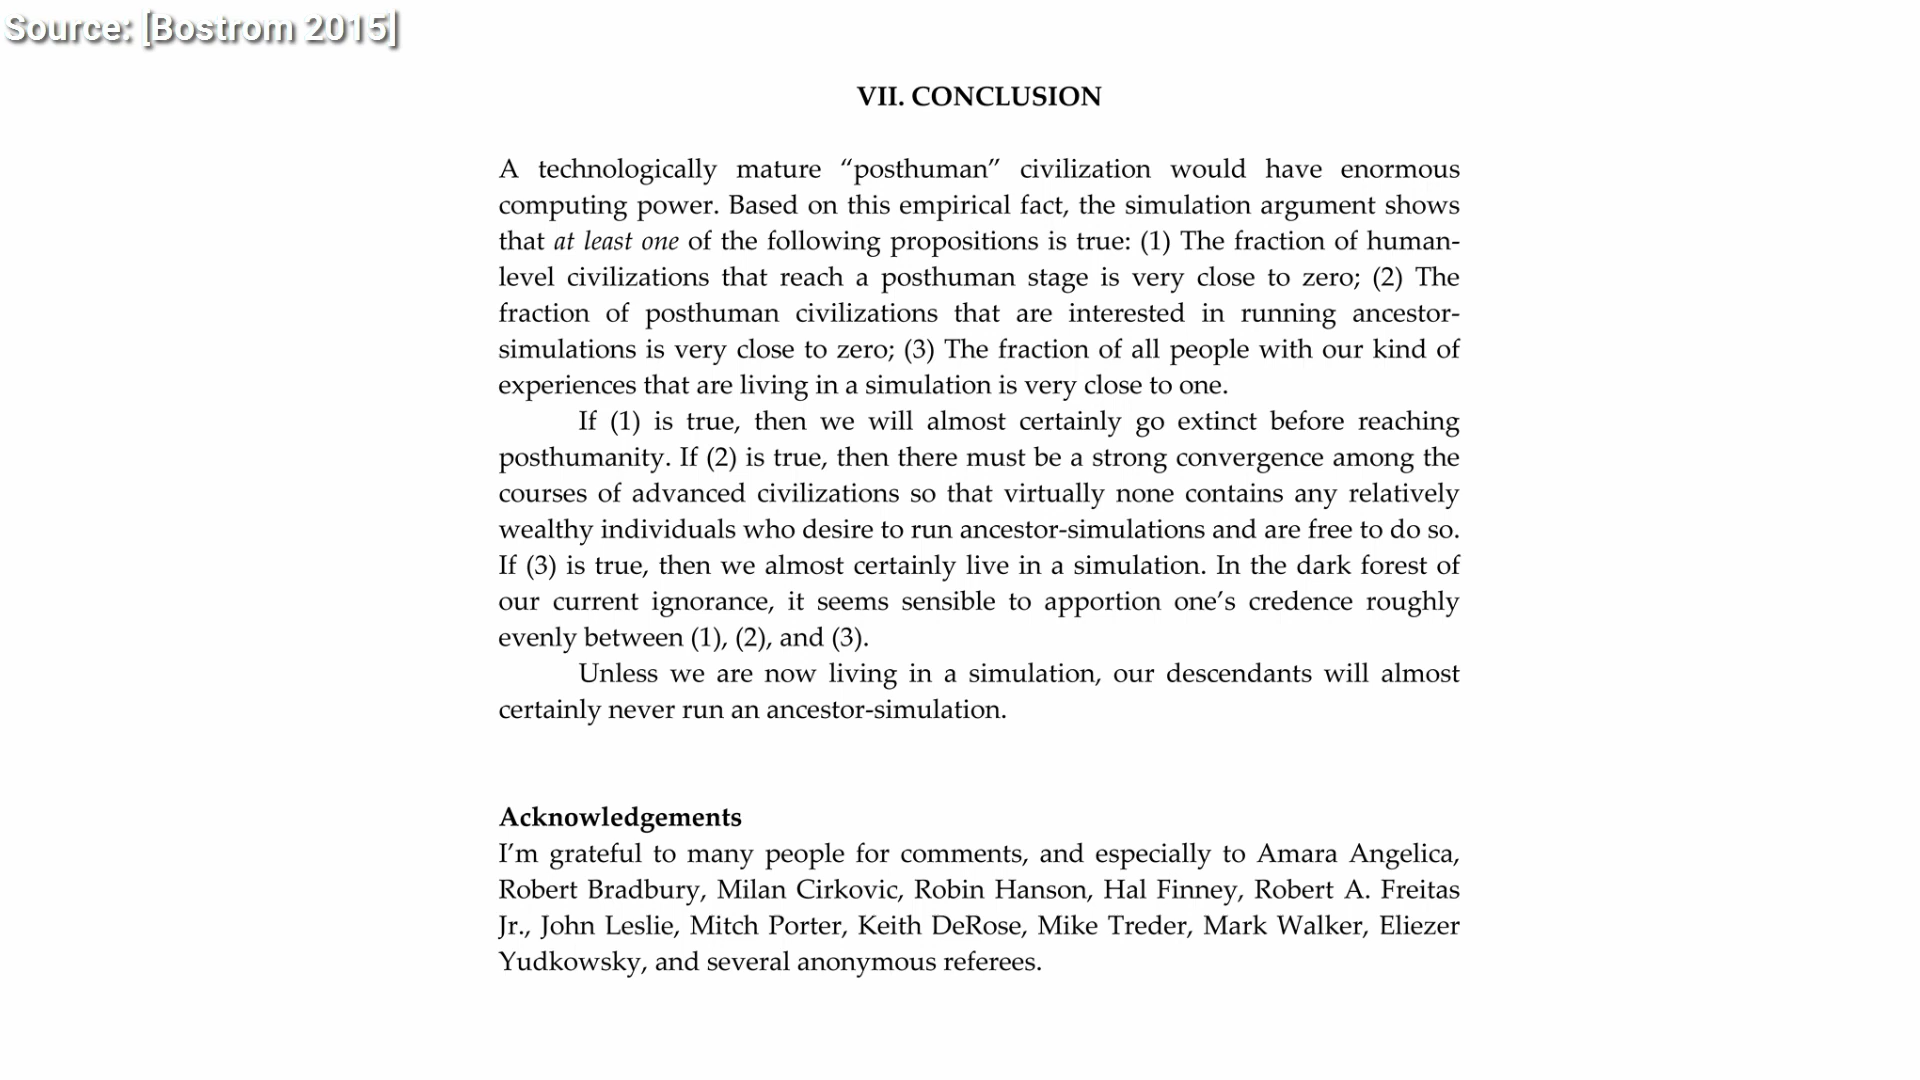 Source: [Bostrom 2015]
VII. CONCLUSION
A technologically mature “posthuman” civilization would have enormous
computing power. Based on this empirical fact, the simulation argument shows
that at least one of the following propositions is true: (1) The fraction of human-
level civilizations that reach a posthuman stage is very close to zero; (2) The
fraction of posthuman civilizations that are interested in running ancestor-
simulations is very close to zero; (3) The fraction of all people with our kind of
experiences that are living in a simulation is very close to one.
If (1) is true, then we will almost certainly go extinct before reaching
posthumanity. If (2) is true, then there must be a strong convergence among the
courses of advanced civilizations so that virtually none contains any relatively
wealthy individuals who desire to run ancestor-simulations and are free to do so.
If (3) is true, then we almost certainly live in a simulation. In the dark forest of
our current ignorance, it seems sensible to apportion one’s credence roughly
evenly between (1), (2), and (3).
Unless we are now living in a simulation, our descendants will almost
certainly never run an ancestor-simulation.
Acknowledgements
I’m grateful to many people for comments, and especially to Amara Angelica,
Robert Bradbury, Milan Cirkovic, Robin Hanson, Hal Finney, Robert A. Freitas
Jr., John Leslie, Mitch Porter, Keith DeRose, Mike Treder, Mark Walker, Eliezer
Yudkowsky, and several anonymous referees.